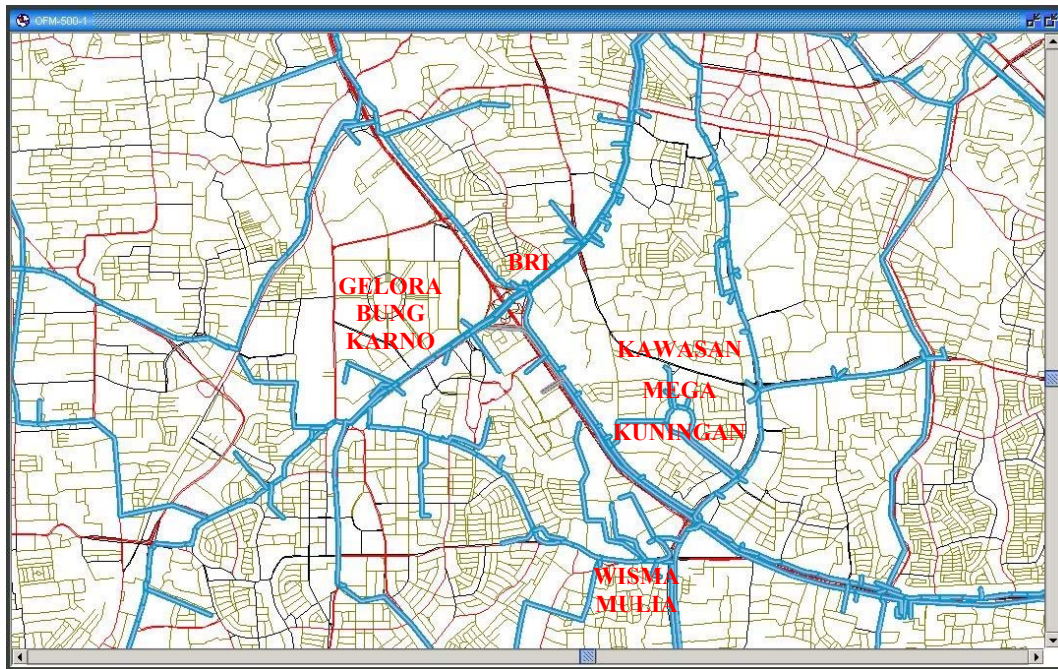 OFM-500-1
BRI
GELORA
BUNG
KARNO
KAWASAN
MEGA
KUNINGAN
WISMA
MULIA